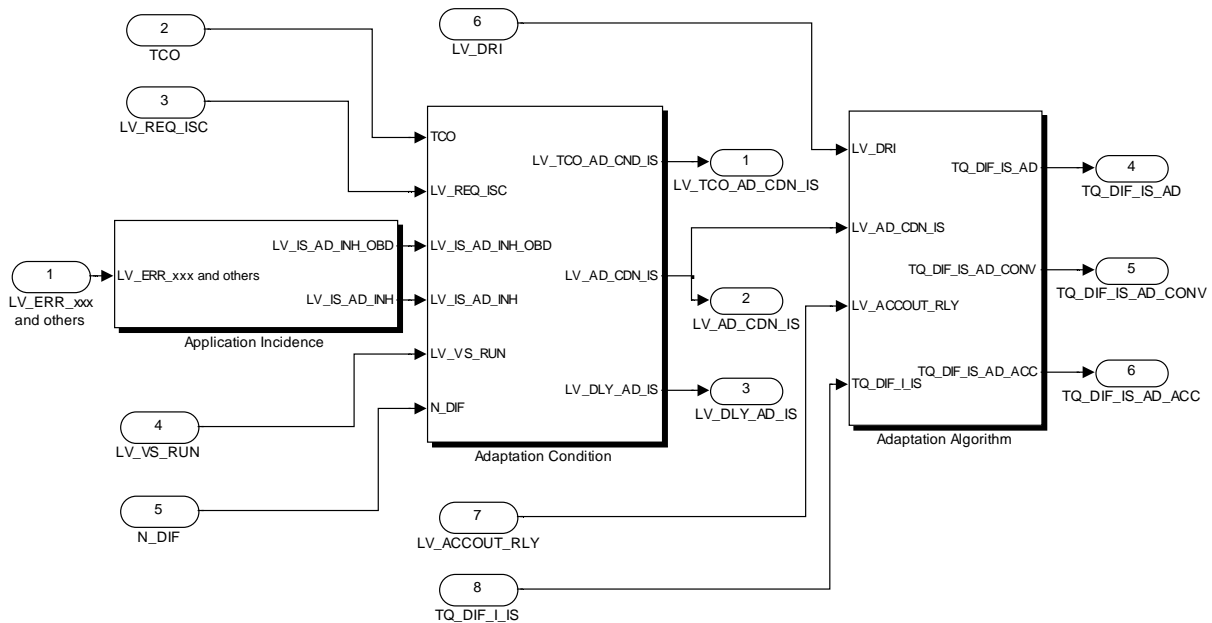 2
TCO
3
LV_REQ_ISC
1
LV_ERR_xxx
and others
LV_ERR_xxx and others
LV_IS_AD_INH_OBD
LV_IS_AD_INH
Application Incidence
4
LV_VS_RUN
5
N_DIF
6
LV_DRI
TCO
LV_REQ_ISC
LV_IS_AD_INH_OBD
LV_IS_AD_INH
LV_VS_RUN
N_DIF
LV_TCO_AD_CND_IS
LV_AD_CDN_IS
LV_DLY_AD_IS
Adaptation Condition
1
LV_TCO_AD_CDN_IS
2
LV_AD_CDN_IS
3
LV_DLY_AD_IS
7
LV_ACCOUT_RLY
8
TQ_DIF_I_IS
LV_DRI
LV_AD_CDN_IS
LV_ACCOUT_RLY
TQ_DIF_I_IS
TQ_DIF_IS_AD
TQ_DIF_IS_AD_CONV
TQ_DIF_IS_AD_ACC
Adaptation Algorithm
4
TQ_DIF_IS_AD
5
TQ_DIF_IS_AD_CONV
6
TQ_DIF_IS_AD_ACC